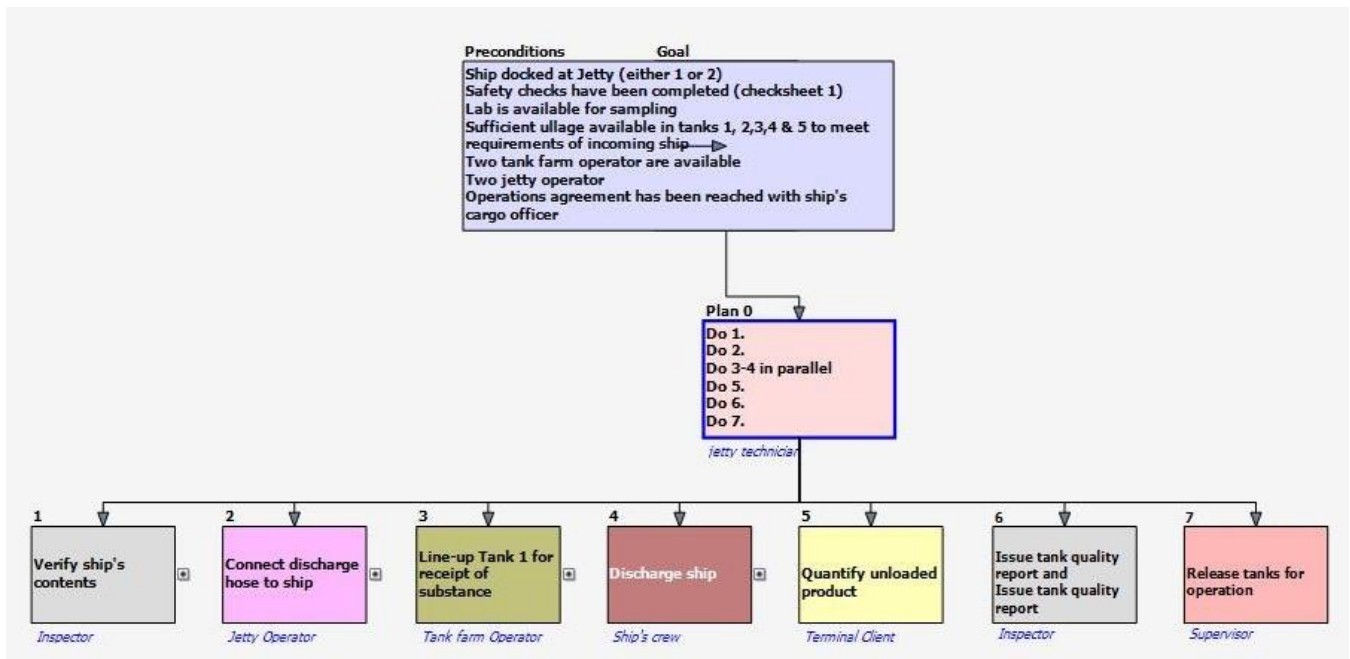 Preconditions Goal
Ship docked at Jetty (either 1 or 2)
Safety checks have been completed (checksheet 1)
Lab is available for sampling
Sufficient ullage available in tanks 1, 2,3,4 & 5 to meet
requirements of incoming ship
Two tank farm operator are available
Two jetty operator
Operations agreement has been reached with ship's
cargo officer
Plan 0
Do 1.
Do 2.
Do 3-4 in parallel
Do 5.
Do 6.
Do 7.
jetty technician
1
Verify ship's
contents
Inspector
2
Connect discharge
hose to ship
Jetty Operator
3
Line-up Tank 1 for
receipt of
substance
Tank farm Operator
4
Discharge ship
Ship's crew
5
Quantify unloaded
product
Terminal Client
6
Issue tank quality
report and
Issue tank quality
report
Inspector
7
Release tanks for
operation
Supervisor